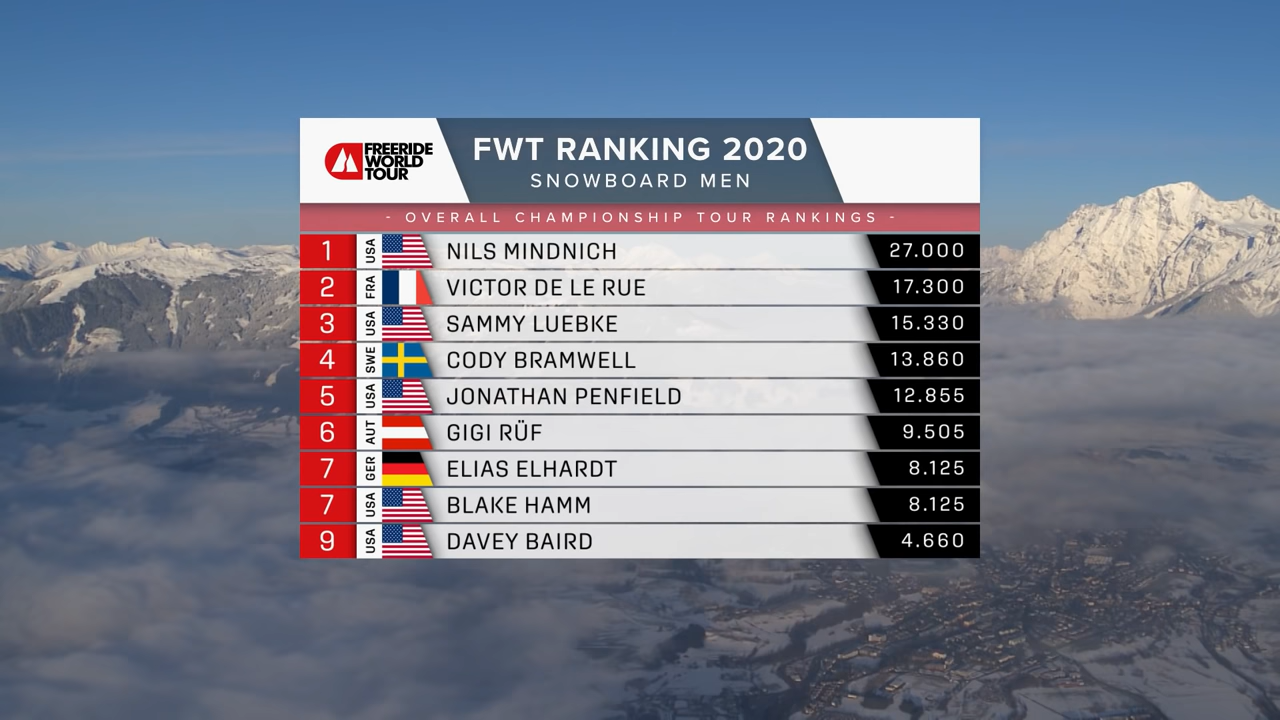 FREERIDE
WORLD
TOUR
FWT RANKING 2020
SNOWBOARD MEN
- OVERALL CHAMPIONSHIP TOUR RANKINGS -
1 USA NILS MINDNICH 27.000
2 FRA VICTOR DE LE RUE 17.300
3 USA SAMMY LUEBKE 15.330
4 SWE CODY BRAMWELL 13.860
5 USA JONATHAN PENFIELD 12.855
6 AUT GIGI RÜF 9.505
7 GER ELIAS ELHARDT 8.125
7 USA BLAKE HAMM 8.125
9 USA DAVEY BAIRD 4.660